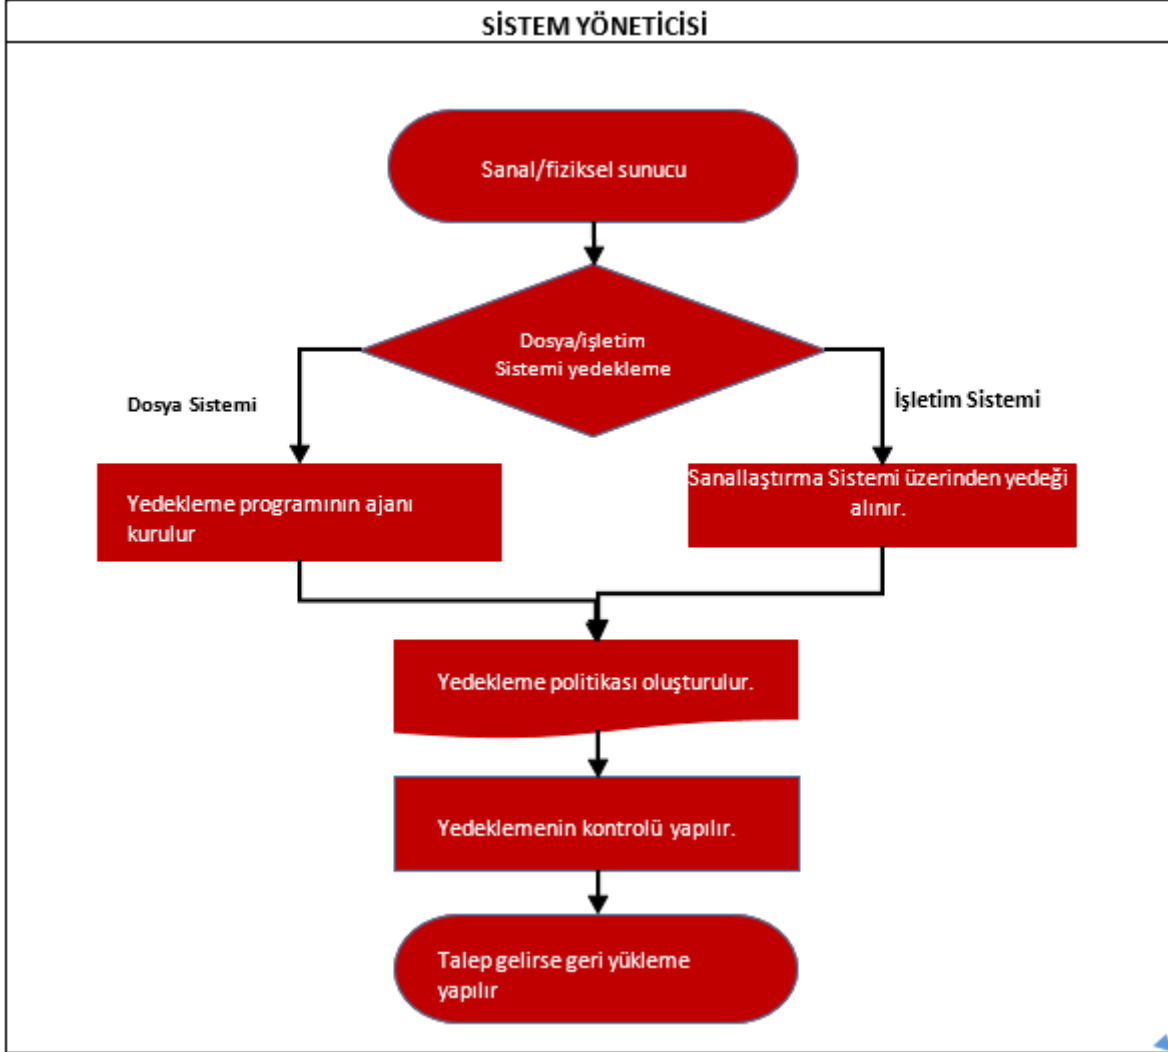 SİSTEM YÖNETİCİSİ
Sanal/fiziksel sunucu
Dosya/işletim
Sistemi yedekleme
Dosya Sistemi
İşletim Sistemi
Yedekleme programının ajanı
kurulur
Sanallaştırma Sistemi üzerinden yedeği
alınır.
Yedekleme politikası oluşturulur.
Yedeklemenin kontrolü yapılır.
Talep gelirse geri yükleme
yapılır